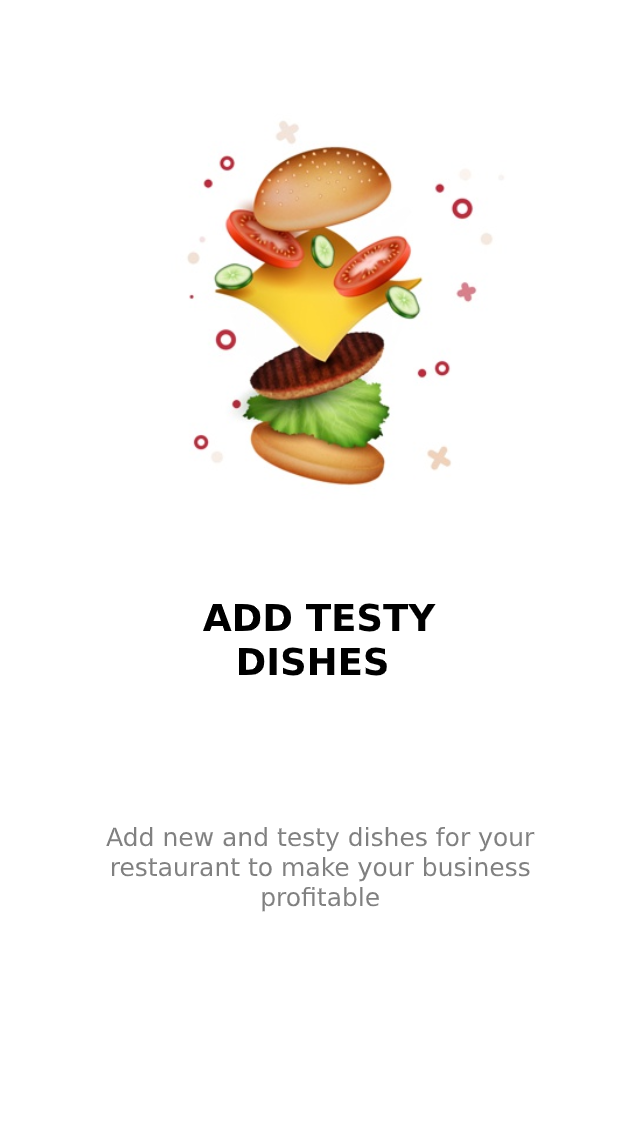 ADD TESTY
DISHES
Add new and testy dishes for your
restaurant to make your business
profitable